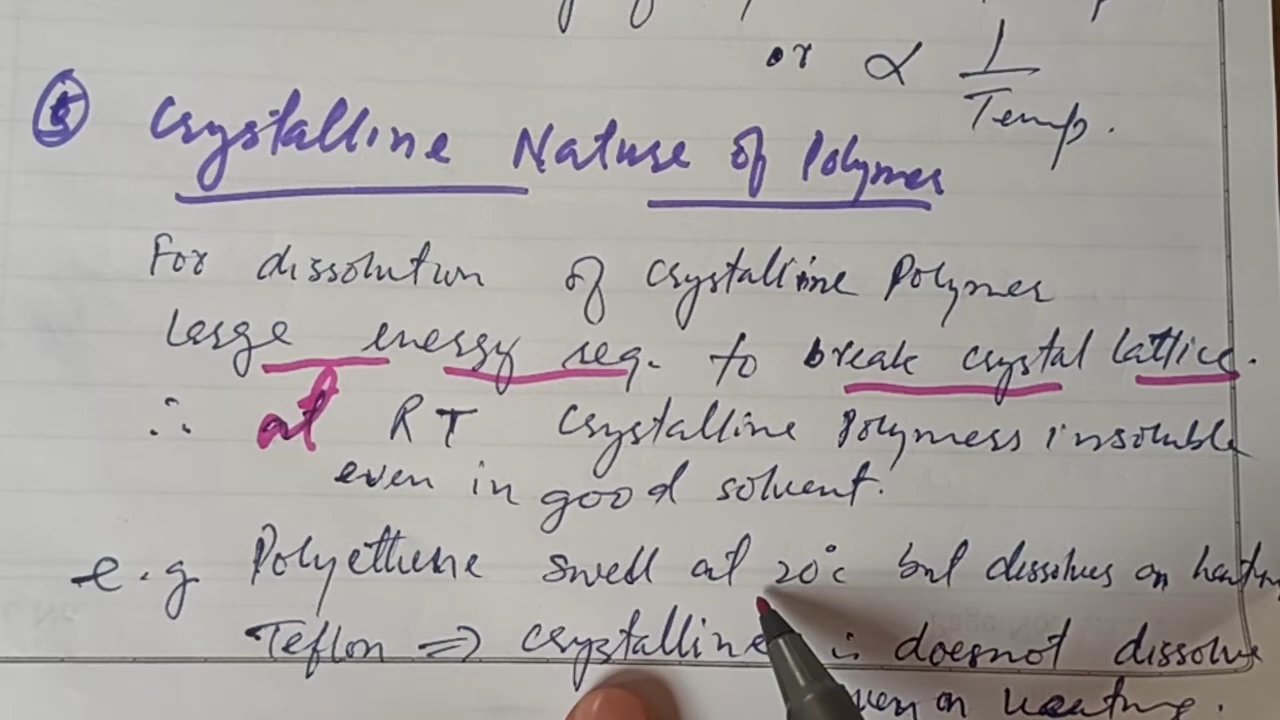 or ∝ 1/Temp.
⑤ Crystalline Nature of Polymer
For dissolution of crystalline Polymer
large energy req. to break crystal lattice.
∴ at RT crystalline Polymers insoluble
even in good solvent.
e.g Polyethene swell at 20°c but dissolves on heating
Teflon ⇒ crystalline is doesnot dissolve
even on heating.